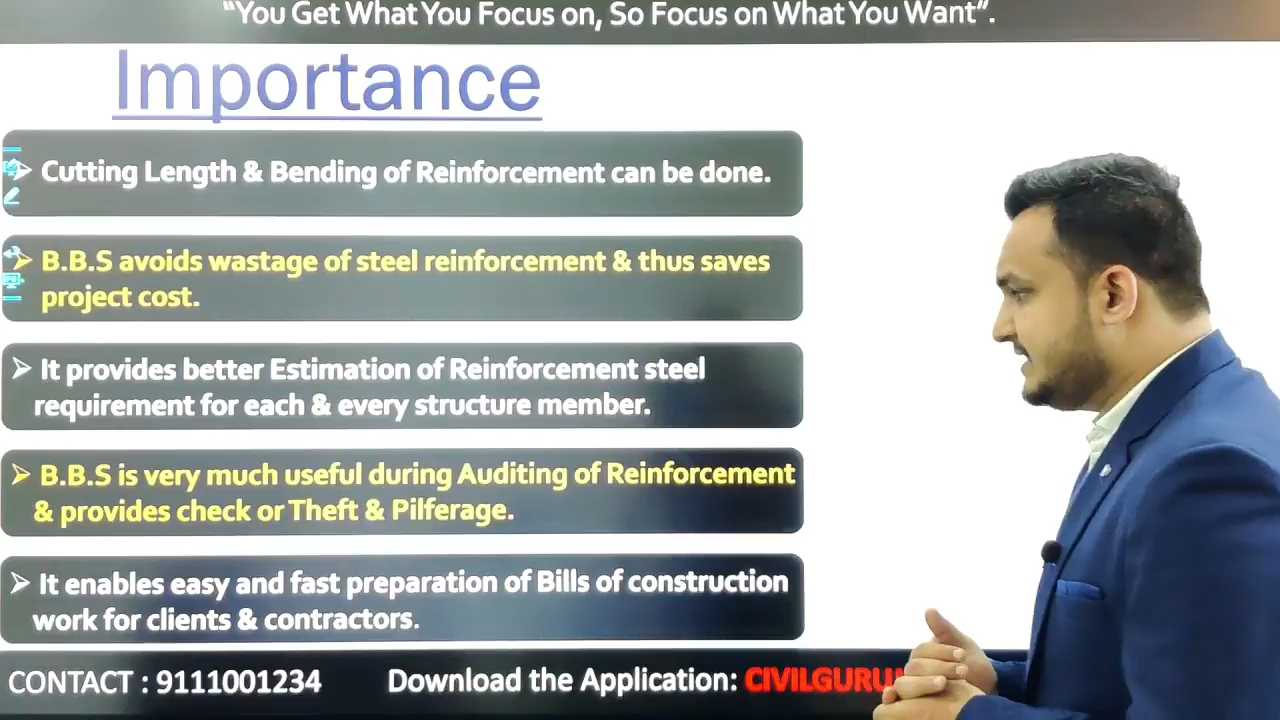 “You Get What You Focus on, So Focus on What You Want”.
Importance
➢ Cutting Length & Bending of Reinforcement can be done.
➢ B.B.S avoids wastage of steel reinforcement & thus saves
project cost.
➢ It provides better Estimation of Reinforcement steel
requirement for each & every structure member.
➢ B.B.S is very much useful during Auditing of Reinforcement
& provides check or Theft & Pilferage.
➢ It enables easy and fast preparation of Bills of construction
work for clients & contractors.
CONTACT : 9111001234 Download the Application: CIVILGURU